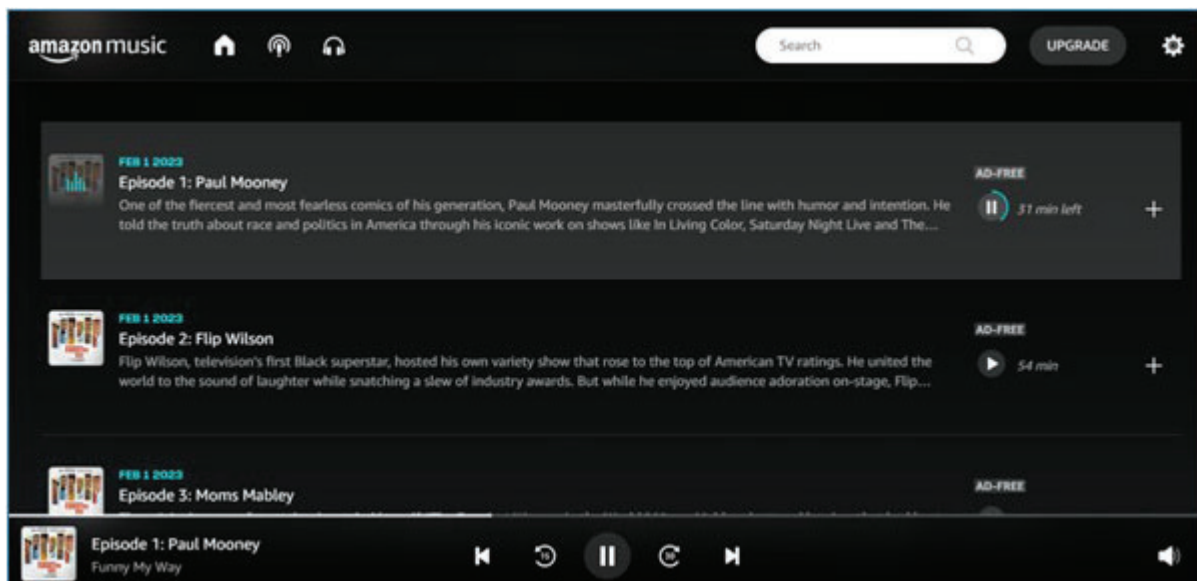 amazon music
Search
UPGRADE
FEB 1 2023
Episode 1: Paul Mooney
One of the fiercest and most fearless comics of his generation, Paul Mooney masterfully crossed the line with humor and intention. He
told the truth about race and politics in America through his iconic work on shows like In Living Color, Saturday Night Live and The...
AD-FREE
31 min left
FEB 1 2023
Episode 2: Flip Wilson
Flip Wilson, television's first Black superstar, hosted his own variety show that rose to the top of American TV ratings. He united the
world to the sound of laughter while snatching a slew of industry awards. But while he enjoyed audience adoration on-stage, Flip...
AD-FREE
54 min
FEB 1 2023
Episode 3: Moms Mabley
AD-FREE
Episode 1: Paul Mooney
Funny My Way
15
30